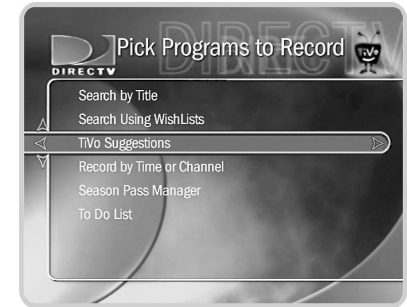 DIRECTV
Pick Programs to Record
TiVo
DIRECTV
Search by Title
Search Using WishLists
TiVo Suggestions
Record by Time or Channel
Season Pass Manager
To Do List